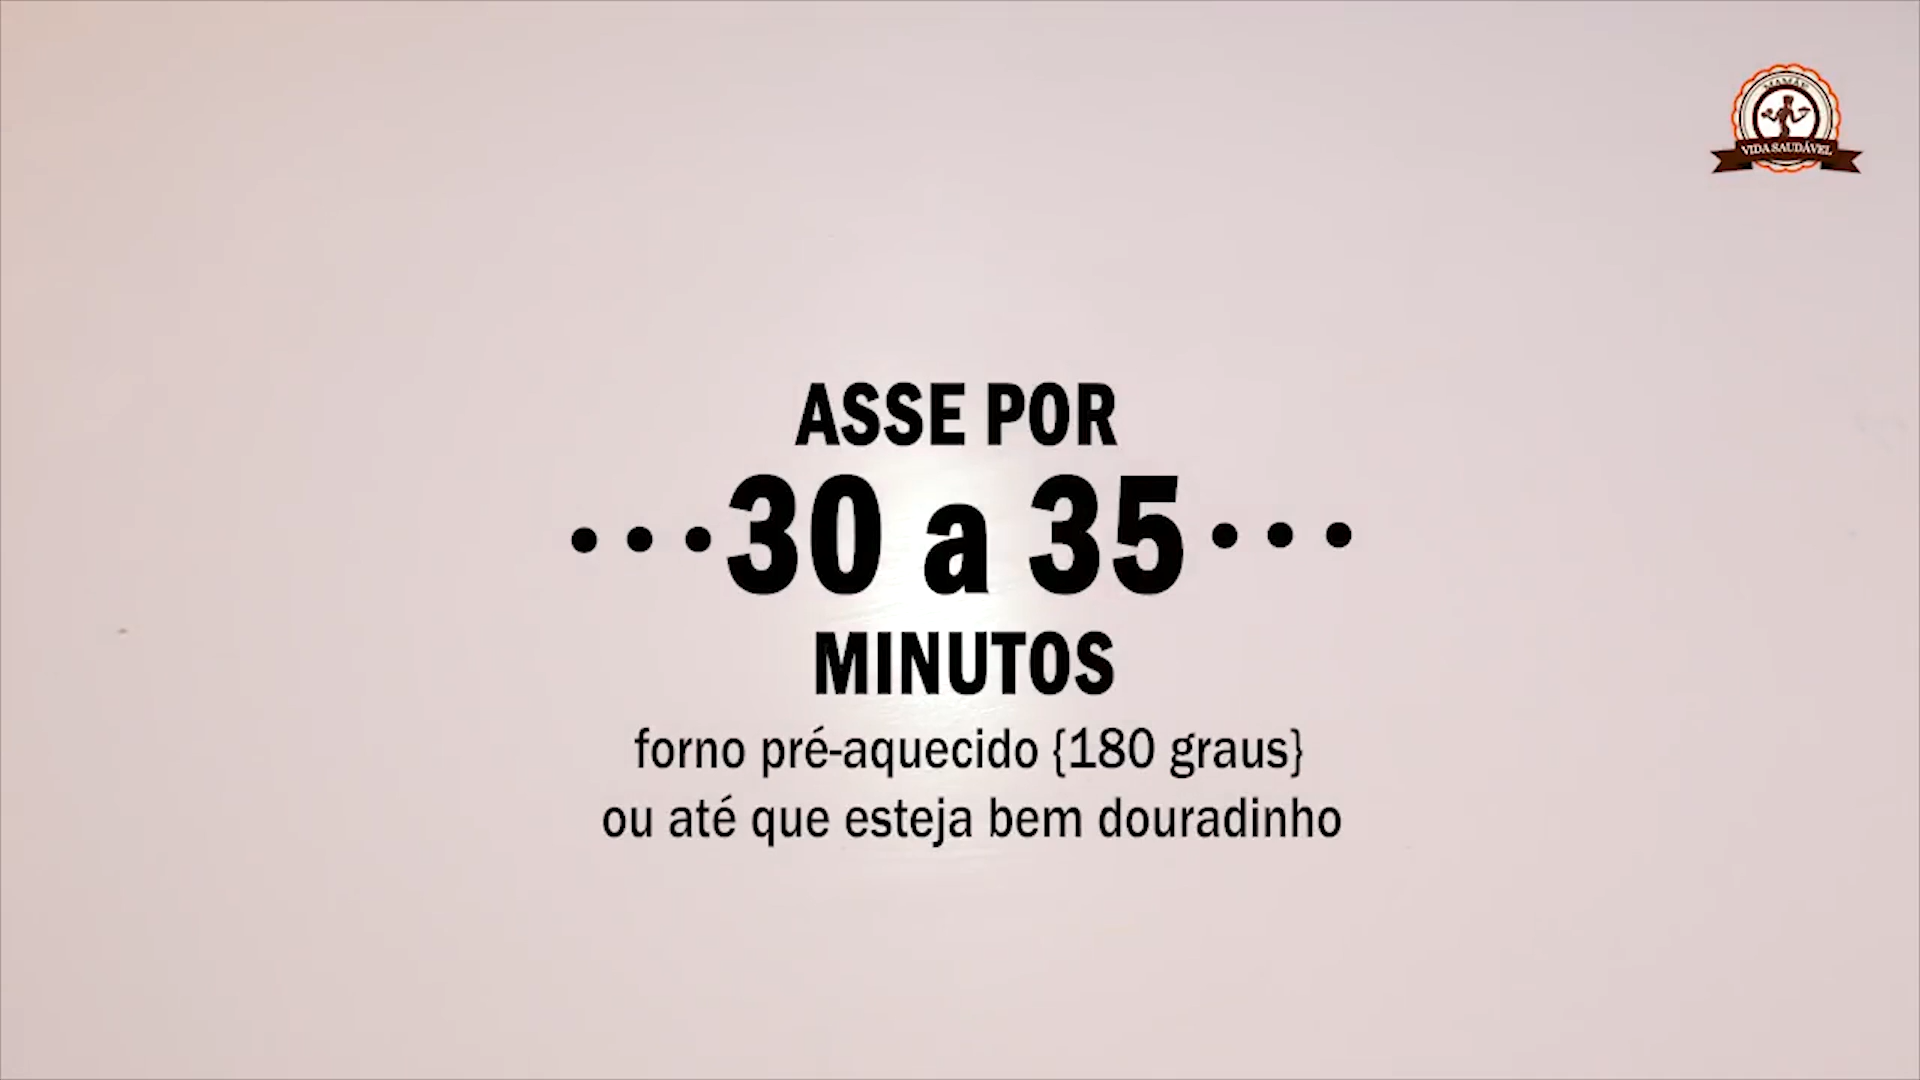 VIDA SAUDÁVEL
ASSE POR
•••30 a 35•••
MINUTOS
forno pré-aquecido {180 graus}
ou até que esteja bem douradinho